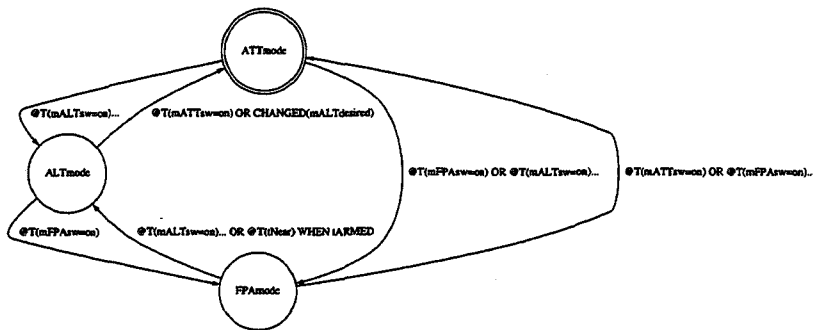 ATTmode
@T(mALTsw=on)...
@T(mATTsw=on) OR CHANGED(mALTdesired)
ALTmode
@T(mFPAsw=on) OR @T(mALTsw=on)...
@T(mATTsw=on) OR @T(mFPAsw=on)...
@T(mFPAsw=on)
@T(mALTsw=on)... OR @T(tNear) WHEN tARMED
FPAmode